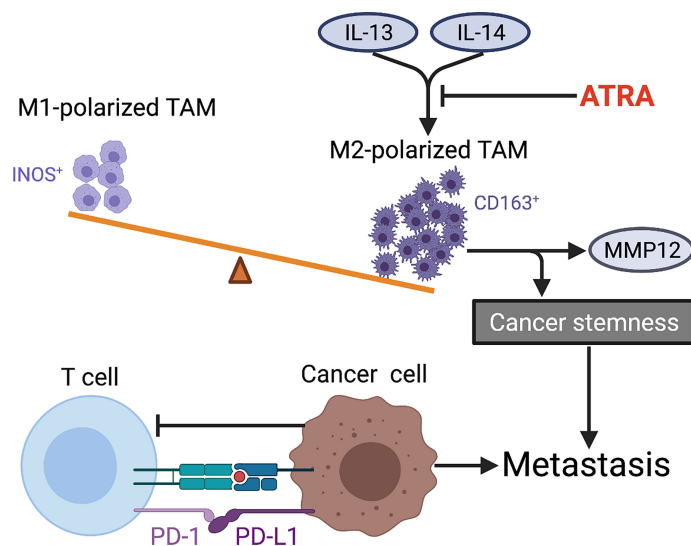 IL-13
IL-14
ATRA
M1-polarized TAM
M2-polarized TAM
INOS⁺
CD163⁺
MMP12
Cancer stemness
T cell
Cancer cell
Metastasis
PD-1
PD-L1